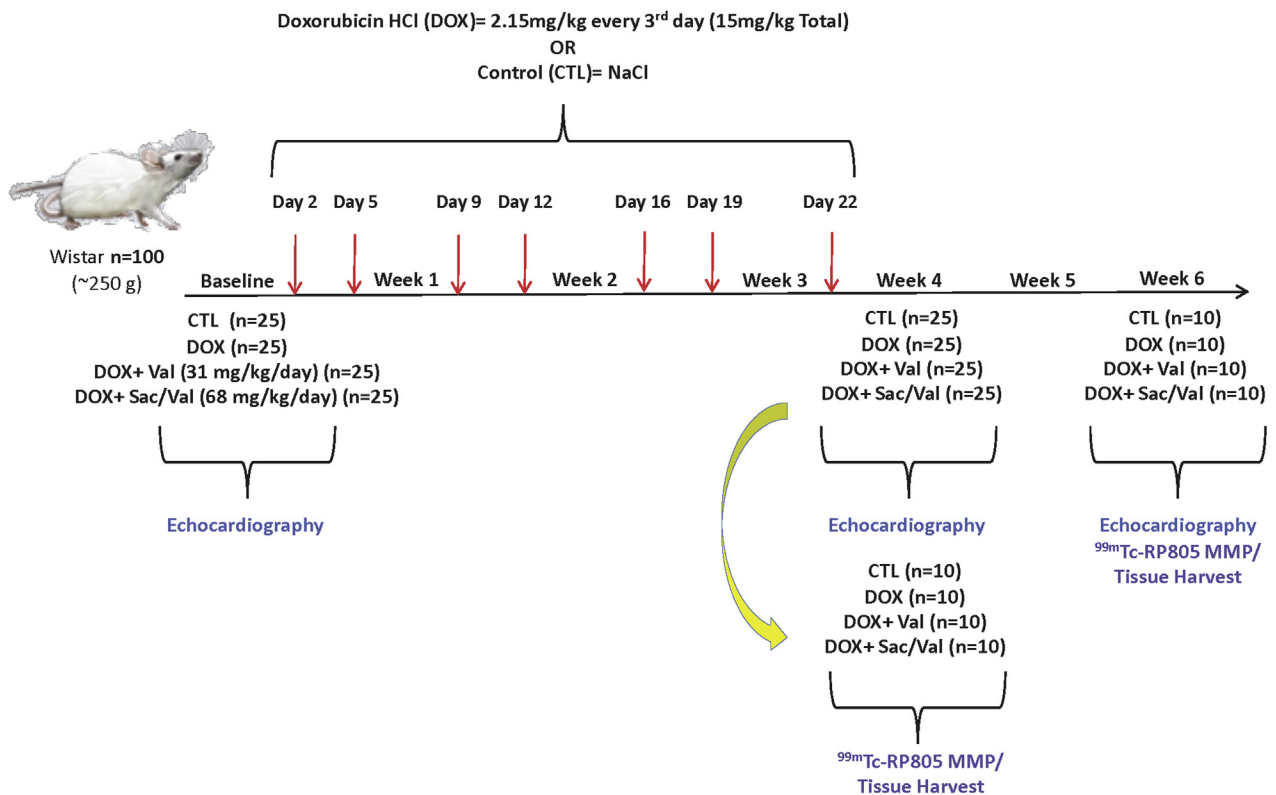 Doxorubicin HCl (DOX)= 2.15mg/kg every 3rd day (15mg/kg Total)
OR
Control (CTL)= NaCl
Day 2 Day 5 Day 9 Day 12 Day 16 Day 19 Day 22
Wistar n=100
(~250 g)
Baseline Week 1 Week 2 Week 3 Week 4 Week 5 Week 6
CTL (n=25)
DOX (n=25)
DOX+ Val (31 mg/kg/day) (n=25)
DOX+ Sac/Val (68 mg/kg/day) (n=25)
Echocardiography
CTL (n=25)
DOX (n=25)
DOX+ Val (n=25)
DOX+ Sac/Val (n=25)
Echocardiography
CTL (n=10)
DOX (n=10)
DOX+ Val (n=10)
DOX+ Sac/Val (n=10)
99mTc-RP805 MMP/
Tissue Harvest
CTL (n=10)
DOX (n=10)
DOX+ Val (n=10)
DOX+ Sac/Val (n=10)
Echocardiography
99mTc-RP805 MMP/
Tissue Harvest